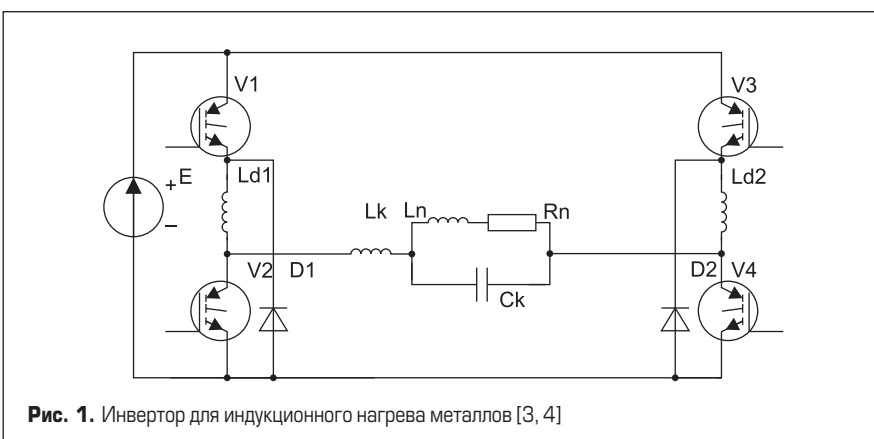 V1
V3
+ E
−
Ld1
Ld2
Lk
Ln
Rn
V2
D1
D2
V4
Ck
Рис. 1. Инвертор для индукционного нагрева металлов [3, 4]